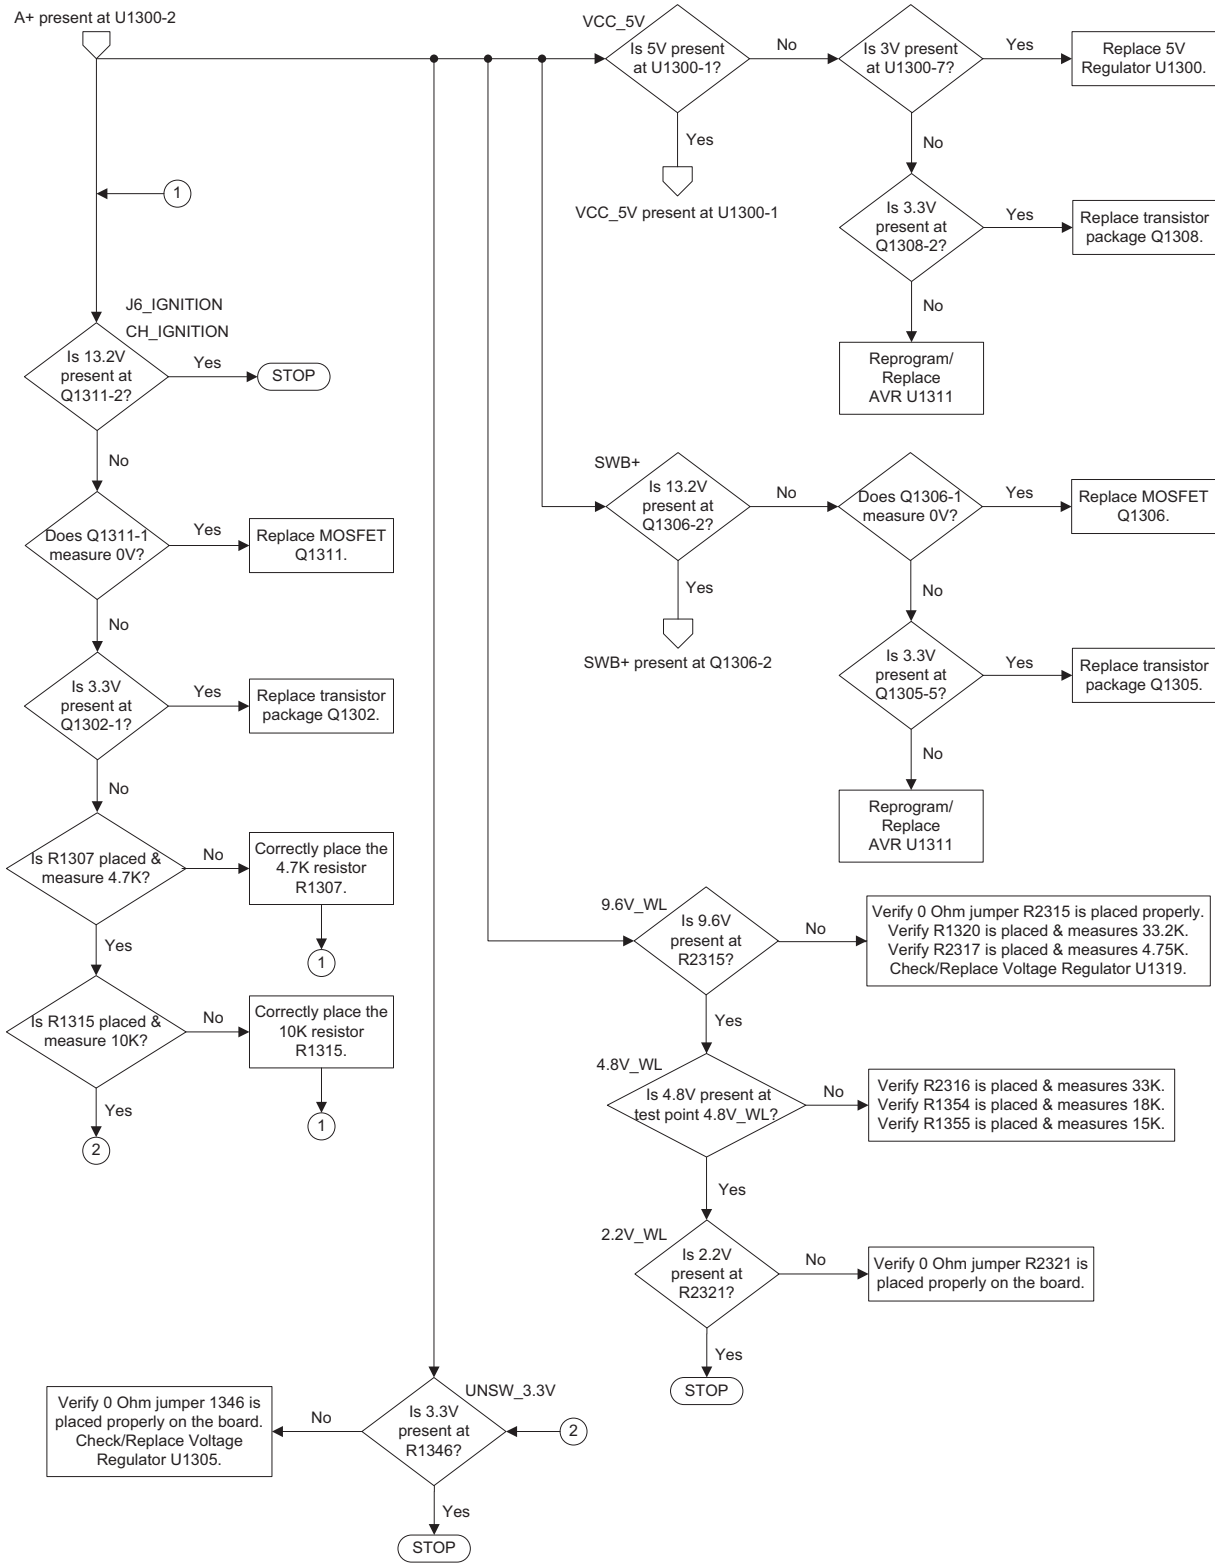 A+ present at U1300-2
VCC_5V
Is 5V present
at U1300-1?
No
Is 3V present
at U1300-7?
Yes
Replace 5V
Regulator U1300.
Yes
VCC_5V present at U1300-1
No
Is 3.3V
present at
Q1308-2?
Yes
Replace transistor
package Q1308.
No
Reprogram/
Replace
AVR U1311
1
J6_IGNITION
CH_IGNITION
Is 13.2V
present at
Q1311-2?
Yes
STOP
No
Does Q1311-1
measure 0V?
Yes
Replace MOSFET
Q1311.
No
Is 3.3V
present at
Q1302-1?
Yes
Replace transistor
package Q1302.
No
Is R1307 placed &
measure 4.7K?
No
Correctly place the
4.7K resistor
R1307.
1
Yes
Is R1315 placed &
measure 10K?
No
Correctly place the
10K resistor
R1315.
1
Yes
2
SWB+
Is 13.2V
present at
Q1306-2?
No
Does Q1306-1
measure 0V?
Yes
Replace MOSFET
Q1306.
Yes
SWB+ present at Q1306-2
No
Is 3.3V
present at
Q1305-5?
Yes
Replace transistor
package Q1305.
No
Reprogram/
Replace
AVR U1311
9.6V_WL
Is 9.6V
present at
R2315?
No
Verify 0 Ohm jumper R2315 is placed properly.
Verify R1320 is placed & measures 33.2K.
Verify R2317 is placed & measures 4.75K.
Check/Replace Voltage Regulator U1319.
Yes
4.8V_WL
Is 4.8V present at
test point 4.8V_WL?
No
Verify R2316 is placed & measures 33K.
Verify R1354 is placed & measures 18K.
Verify R1355 is placed & measures 15K.
Yes
2.2V_WL
Is 2.2V
present at
R2321?
No
Verify 0 Ohm jumper R2321 is
placed properly on the board.
Yes
STOP
UNSW_3.3V
Is 3.3V
present at
R1346?
2
No
Verify 0 Ohm jumper 1346 is
placed properly on the board.
Check/Replace Voltage
Regulator U1305.
Yes
STOP